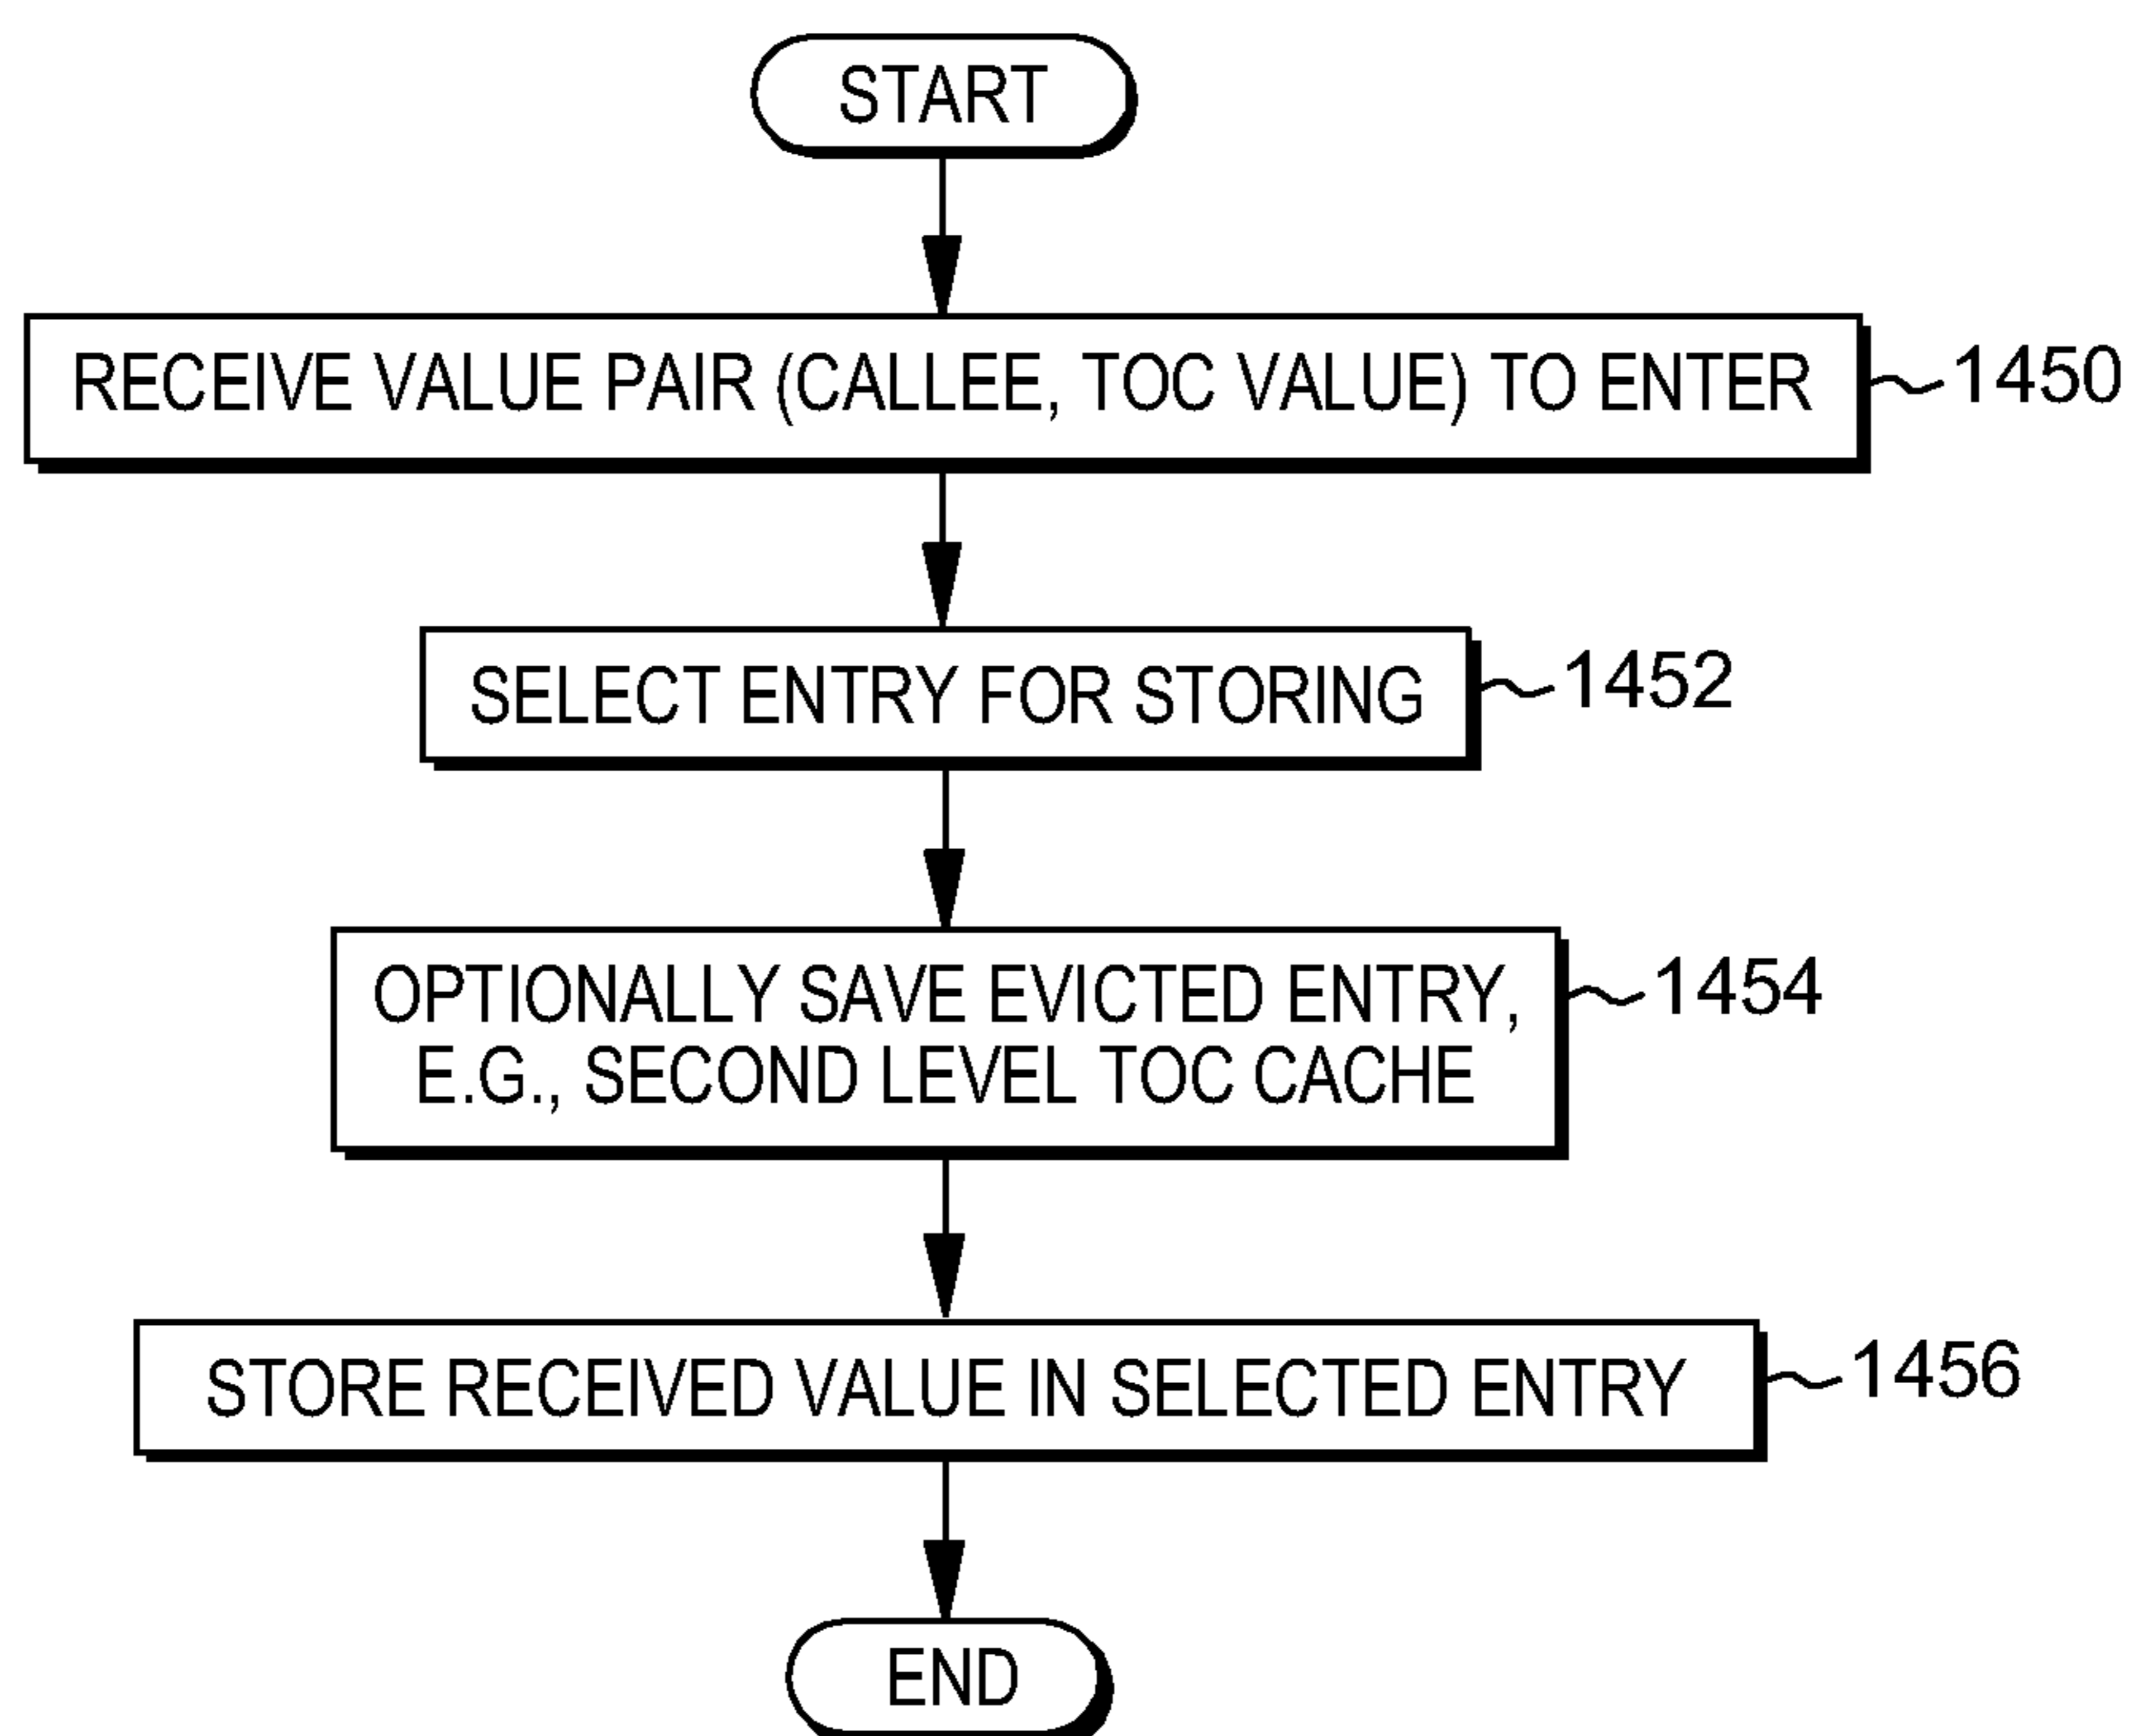 START
RECEIVE VALUE PAIR (CALLEE, TOC VALUE) TO ENTER
1450
SELECT ENTRY FOR STORING
1452
OPTIONALLY SAVE EVICTED ENTRY,
E.G., SECOND LEVEL TOC CACHE
1454
STORE RECEIVED VALUE IN SELECTED ENTRY
1456
END